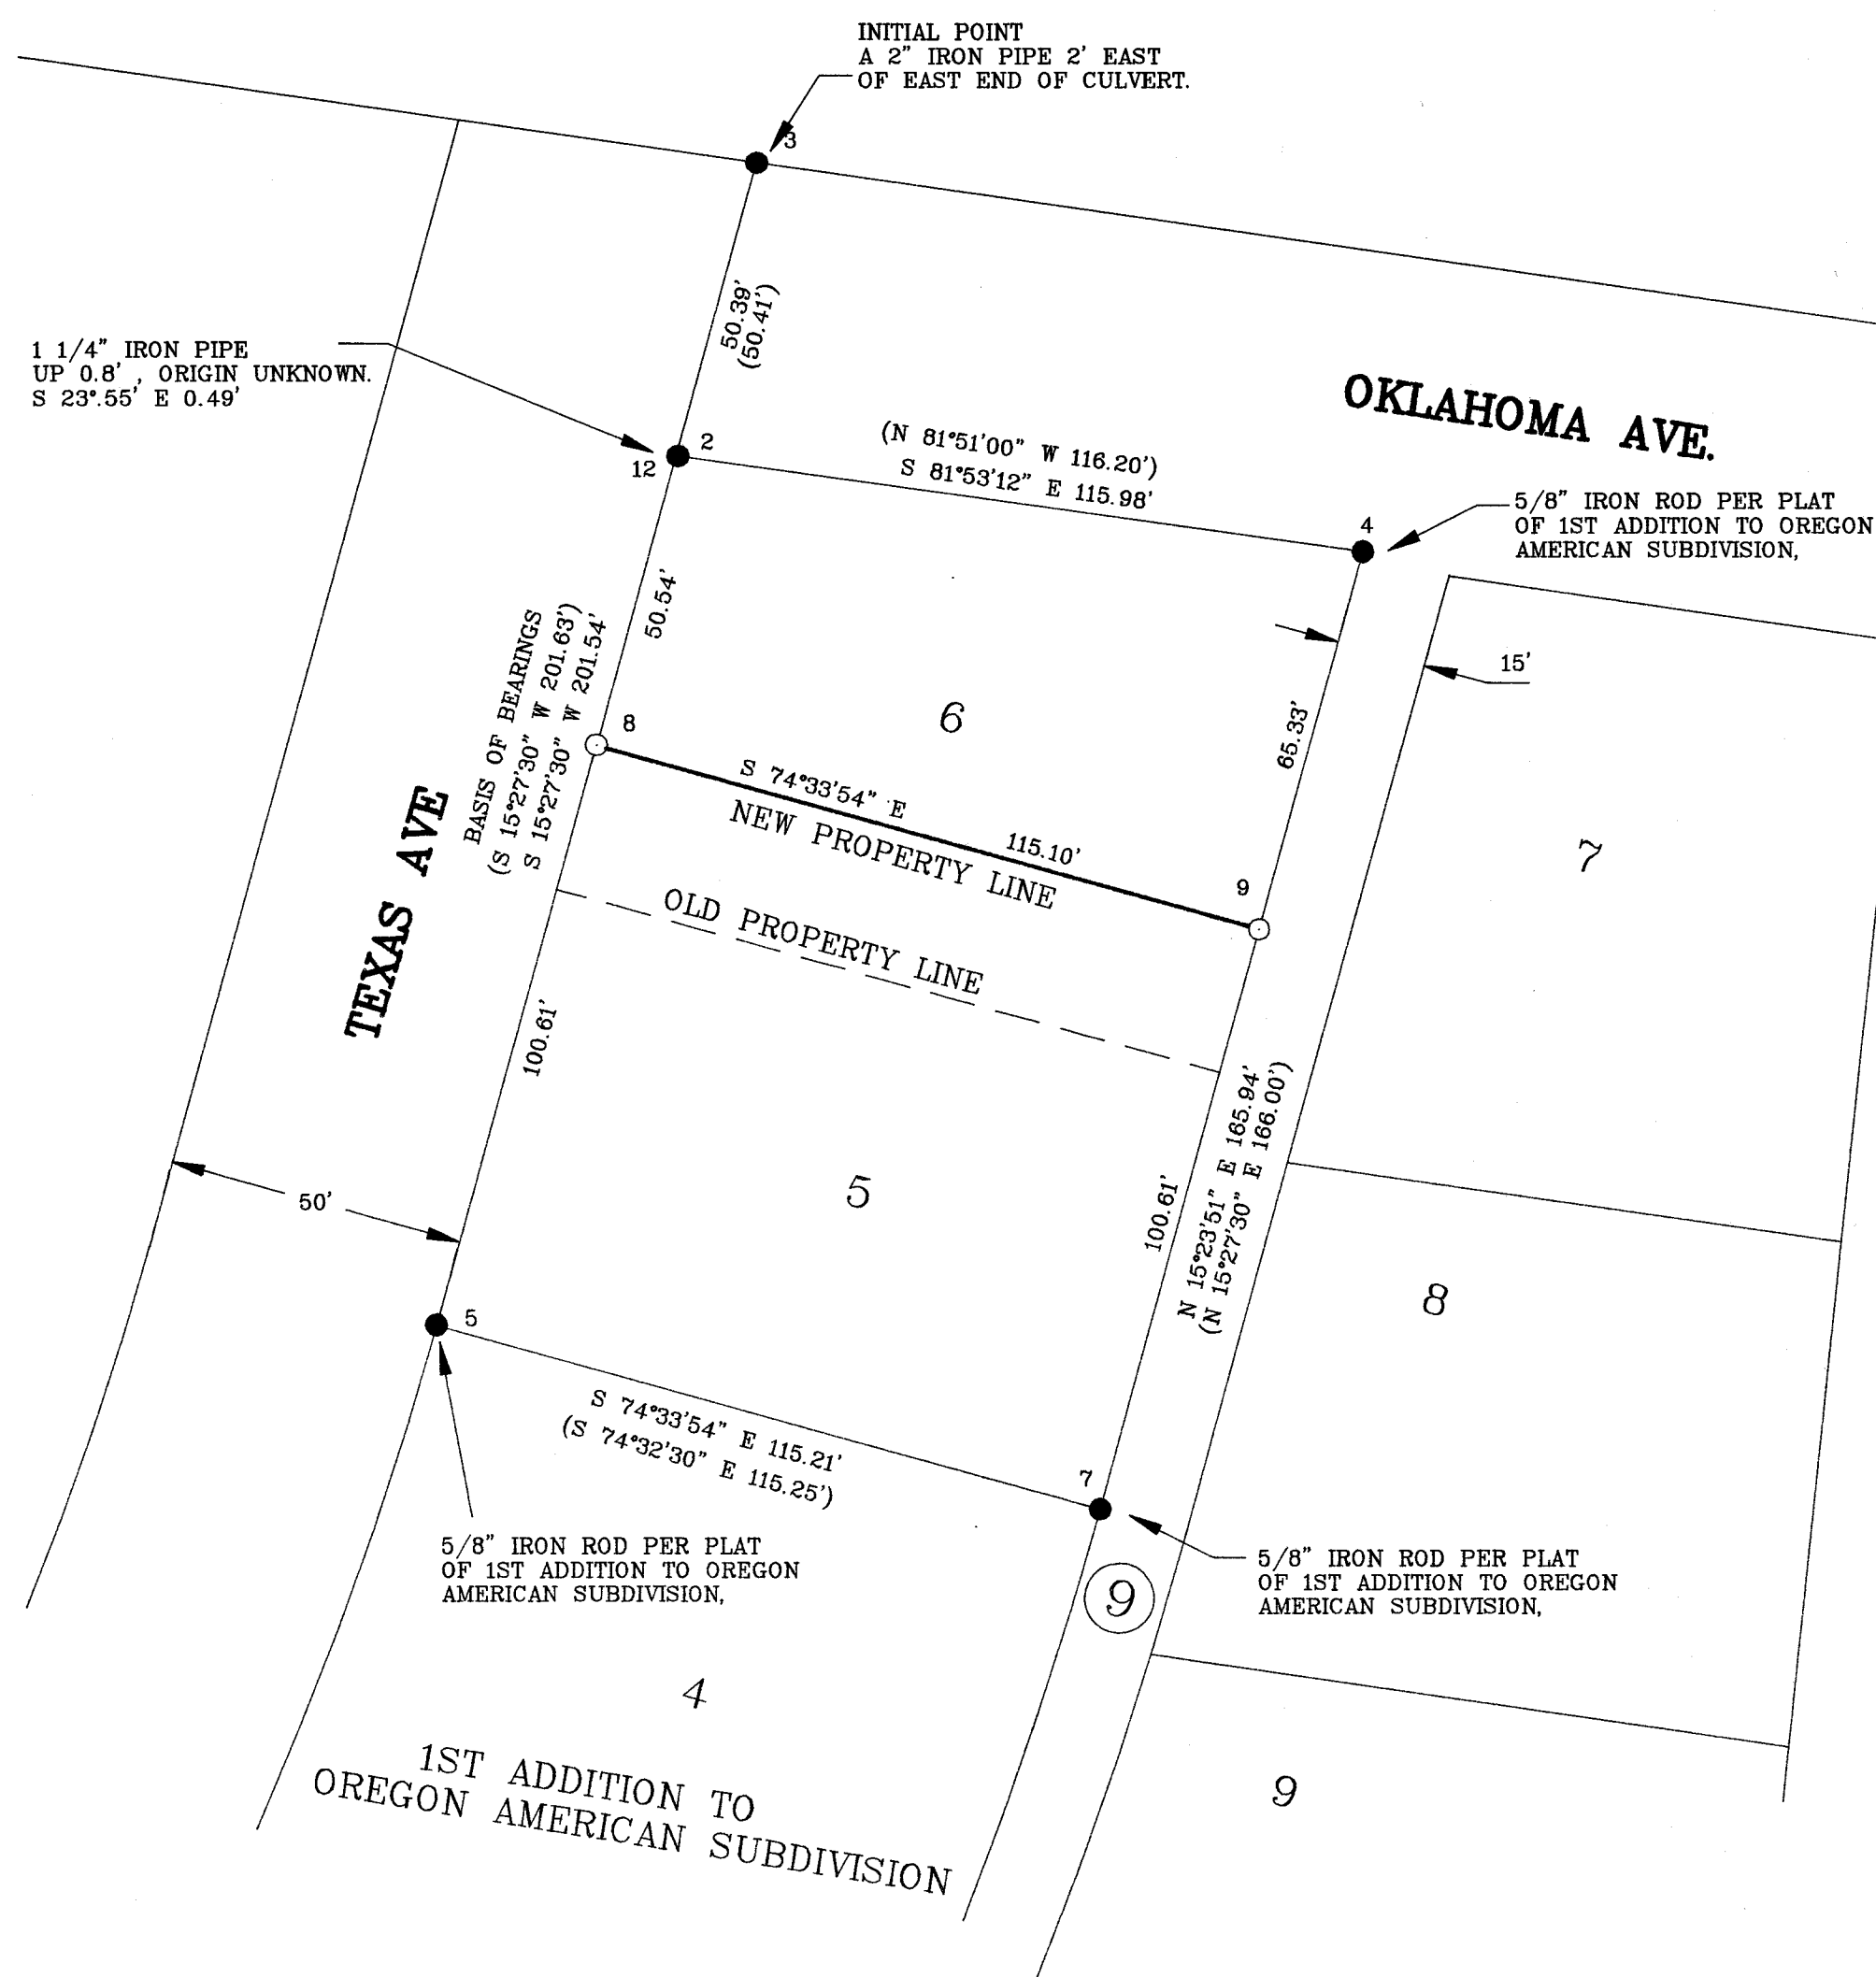 INITIAL POINT
A 2" IRON PIPE 2' EAST
OF EAST END OF CULVERT.
3
50.39'
(50.41')
1 1/4" IRON PIPE
UP 0.8' , ORIGIN UNKNOWN.
S 23°.55' E 0.49'
OKLAHOMA AVE.
2
12
(N 81°51'00" W 116.20')
S 81°53'12" E 115.98'
4
5/8" IRON ROD PER PLAT
OF 1ST ADDITION TO OREGON
AMERICAN SUBDIVISION,
50.54'
15'
BASIS OF BEARINGS
(S 15°27'30" W 201.63')
S 15°27'30" W 201.54'
8
6
65.33'
S 74°33'54" E 115.10'
NEW PROPERTY LINE
9
7
TEXAS AVE
OLD PROPERTY LINE
100.61'
N 15°23'51" E 165.94'
(N 15°27'30" E 166.00')
50'
5
100.61'
8
5
S 74°33'54" E 115.21'
(S 74°32'30" E 115.25')
7
5/8" IRON ROD PER PLAT
OF 1ST ADDITION TO OREGON
AMERICAN SUBDIVISION,
5/8" IRON ROD PER PLAT
OF 1ST ADDITION TO OREGON
AMERICAN SUBDIVISION,
9
4
1ST ADDITION TO
OREGON AMERICAN SUBDIVISION
9